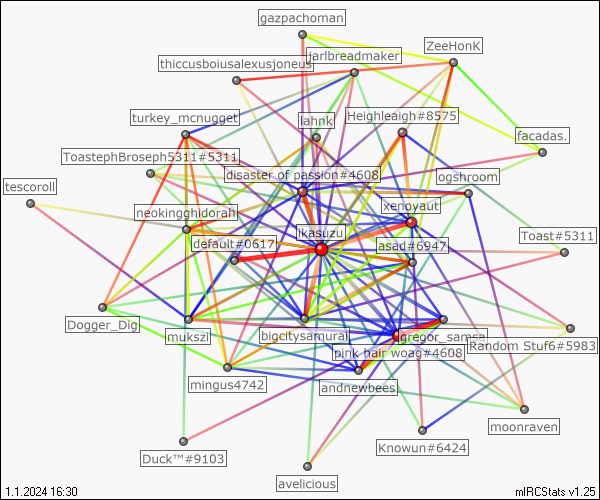 gazpachoman
ZeeHonK
jarlbreadmaker
thiccusboiusalexusjoneus
turkey_mcnugget
lahnk
Heighleaigh#8575
facadas.
ToastephBroseph5311#5311
disaster of passion#4608
ogshroom
tescoroll
neokingghidorah
xenoyaut
ikasuzu
default#0617
asad#6947
Toast#5311
Dogger_Dig
mukszi
bigcitysamurai
gregor_samsa
Random Stuf6#5983
pink hair woag#4608
mingus4742
andnewbees
moonraven
Knowun#6424
Duck™#9103
avelicious
1.1.2024 16:30
mIRCStats v1.25